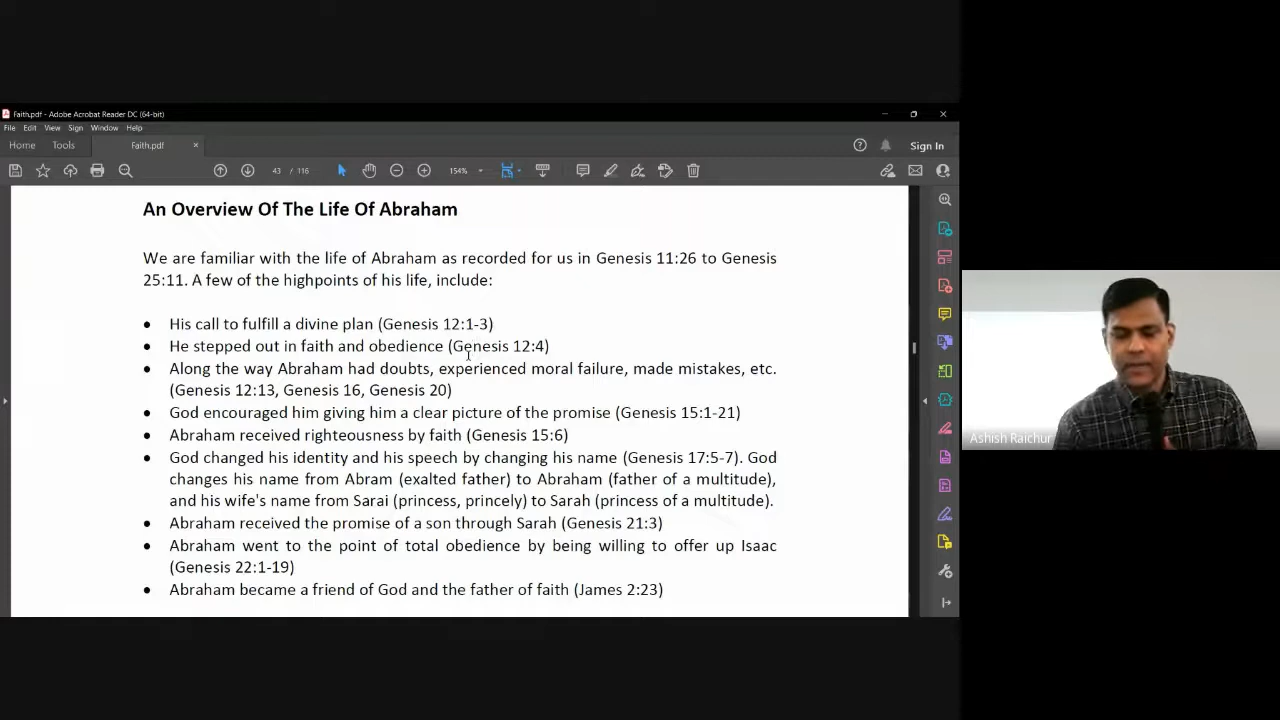 Faith.pdf - Adobe Acrobat Reader DC (64-bit)
File Edit View Sign Window Help
Home Tools Faith.pdf × Sign In
43 / 116 154%
An Overview Of The Life Of Abraham
We are familiar with the life of Abraham as recorded for us in Genesis 11:26 to Genesis
25:11. A few of the highpoints of his life, include:
• His call to fulfill a divine plan (Genesis 12:1-3)
• He stepped out in faith and obedience (Genesis 12:4)
• Along the way Abraham had doubts, experienced moral failure, made mistakes, etc.
(Genesis 12:13, Genesis 16, Genesis 20)
• God encouraged him giving him a clear picture of the promise (Genesis 15:1-21)
• Abraham received righteousness by faith (Genesis 15:6)
• God changed his identity and his speech by changing his name (Genesis 17:5-7). God
changes his name from Abram (exalted father) to Abraham (father of a multitude),
and his wife's name from Sarai (princess, princely) to Sarah (princess of a multitude).
• Abraham received the promise of a son through Sarah (Genesis 21:3)
• Abraham went to the point of total obedience by being willing to offer up Isaac
(Genesis 22:1-19)
• Abraham became a friend of God and the father of faith (James 2:23)
Ashish Raichur